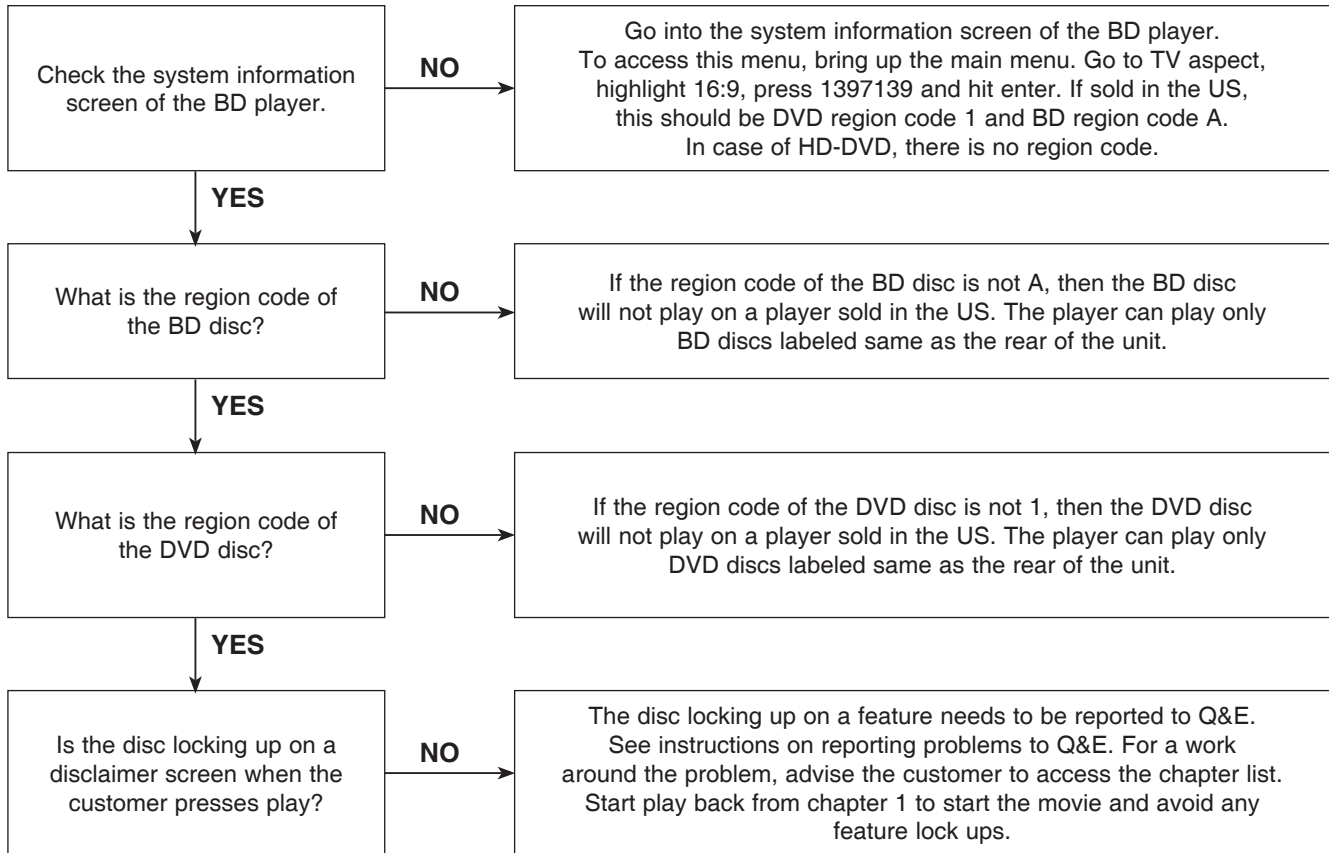 Check the system information
screen of the BD player.
NO
Go into the system information screen of the BD player.
To access this menu, bring up the main menu. Go to TV aspect,
highlight 16:9, press 1397139 and hit enter. If sold in the US,
this should be DVD region code 1 and BD region code A.
In case of HD-DVD, there is no region code.
YES
What is the region code of
the BD disc?
NO
If the region code of the BD disc is not A, then the BD disc
will not play on a player sold in the US. The player can play only
BD discs labeled same as the rear of the unit.
YES
What is the region code of
the DVD disc?
NO
If the region code of the DVD disc is not 1, then the DVD disc
will not play on a player sold in the US. The player can play only
DVD discs labeled same as the rear of the unit.
YES
Is the disc locking up on a
disclaimer screen when the
customer presses play?
NO
The disc locking up on a feature needs to be reported to Q&E.
See instructions on reporting problems to Q&E. For a work
around the problem, advise the customer to access the chapter list.
Start play back from chapter 1 to start the movie and avoid any
feature lock ups.